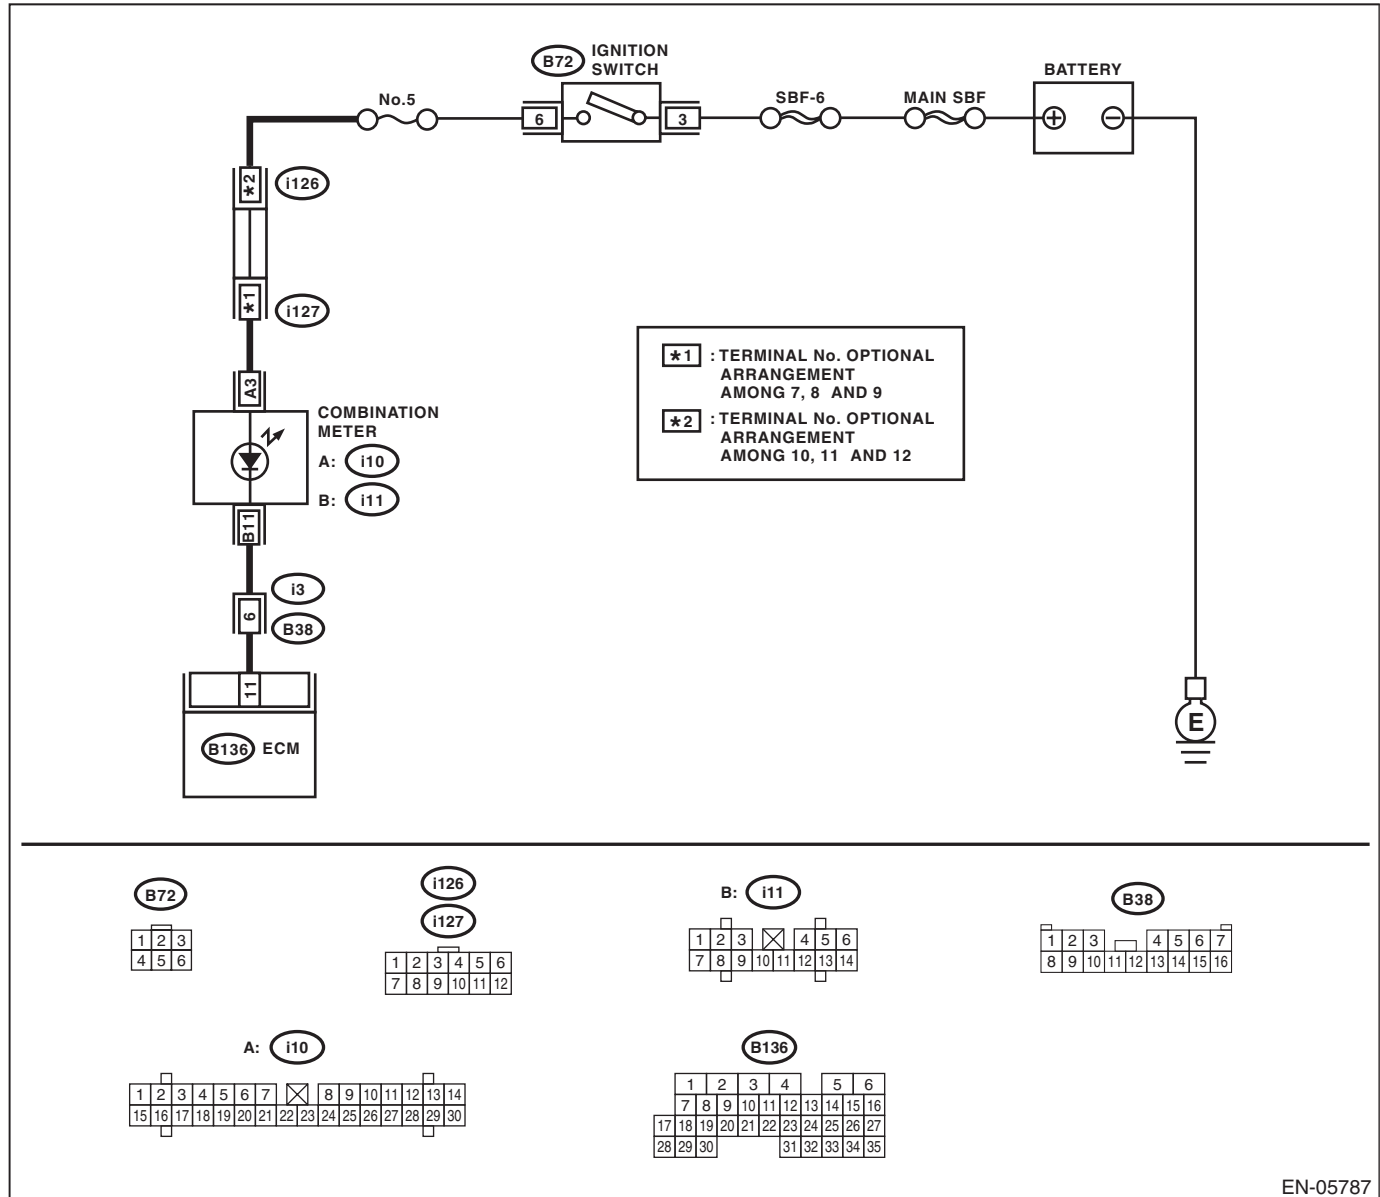 B72
IGNITION
SWITCH
BATTERY
No.5
6
3
SBF-6
MAIN SBF
+
−
*2
i126
*1
i127
A3
COMBINATION
METER
A: i10
B: i11
B11
i3
6
B38
11
B136 ECM
*1 : TERMINAL No. OPTIONAL
ARRANGEMENT
AMONG 7, 8 AND 9
*2 : TERMINAL No. OPTIONAL
ARRANGEMENT
AMONG 10, 11 AND 12
E
B72
1 2 3
4 5 6
i126
i127
1 2 3 4 5 6
7 8 9 10 11 12
B: i11
1 2 3 4 5 6
7 8 9 10 11 12 13 14
B38
1 2 3 4 5 6 7
8 9 10 11 12 13 14 15 16
A: i10
1 2 3 4 5 6 7 8 9 10 11 12 13 14
15 16 17 18 19 20 21 22 23 24 25 26 27 28 29 30
B136
1 2 3 4 5 6
7 8 9 10 11 12 13 14 15 16
17 18 19 20 21 22 23 24 25 26 27
28 29 30 31 32 33 34 35
EN-05787